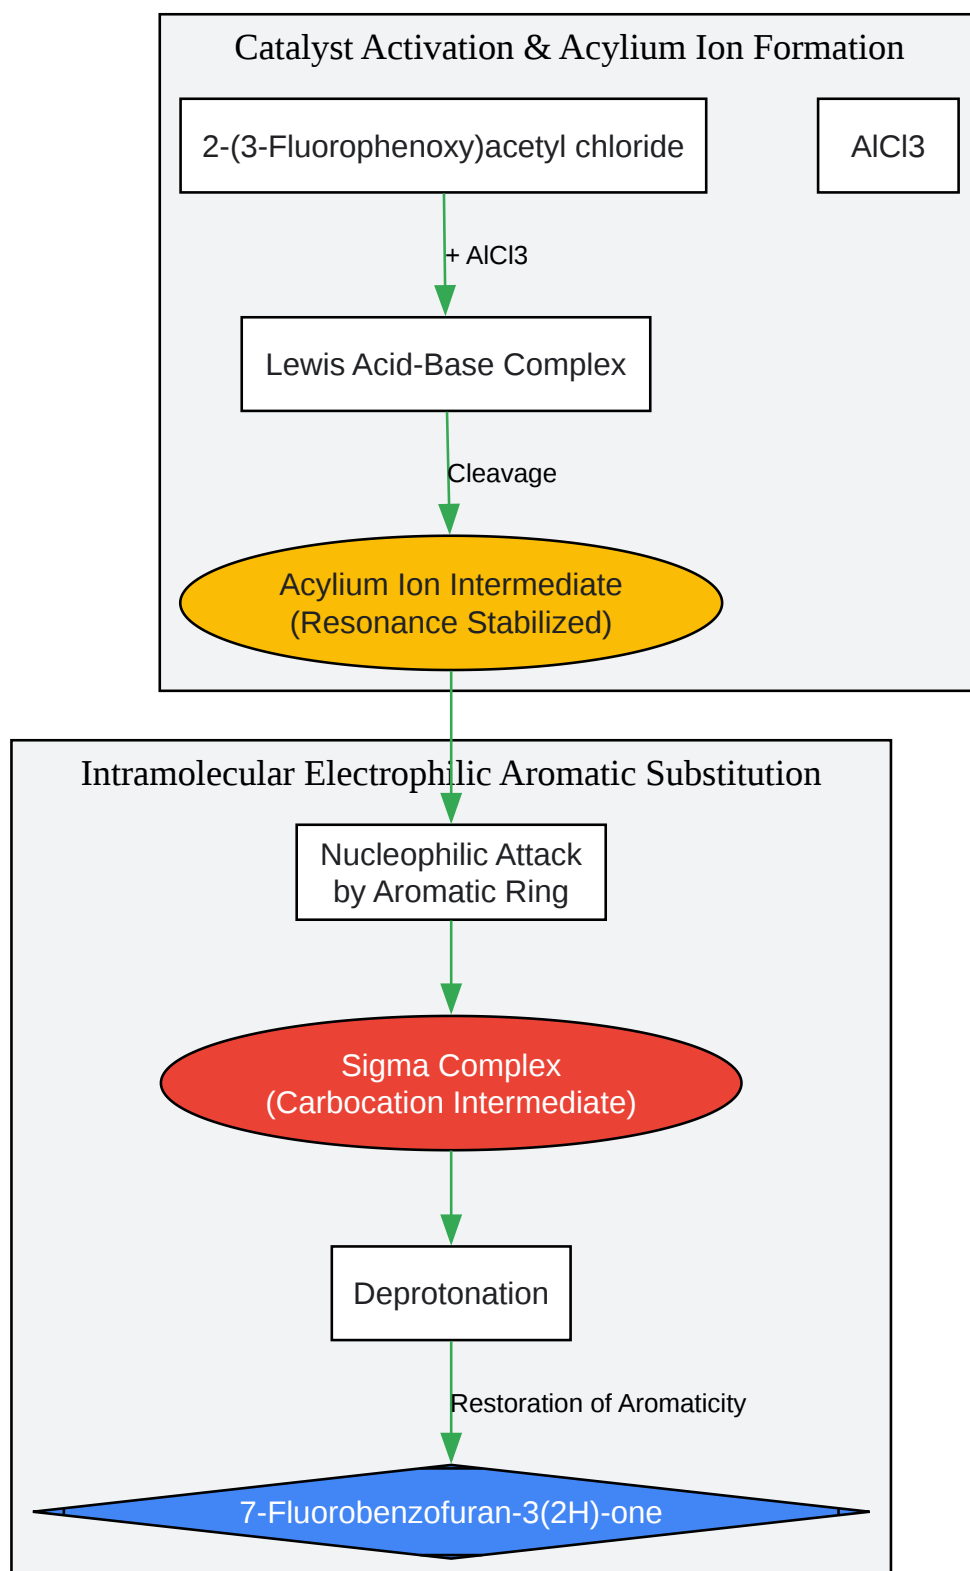 Catalyst Activation & Acylium Ion Formation
2-(3-Fluorophenoxy)acetyl chloride
AlCl3
+ AlCl3
Lewis Acid-Base Complex
Cleavage
Acylium Ion Intermediate
(Resonance Stabilized)
Intramolecular Electrophilic Aromatic Substitution
Nucleophilic Attack
by Aromatic Ring
Sigma Complex
(Carbocation Intermediate)
Deprotonation
Restoration of Aromaticity
7-Fluorobenzofuran-3(2H)-one